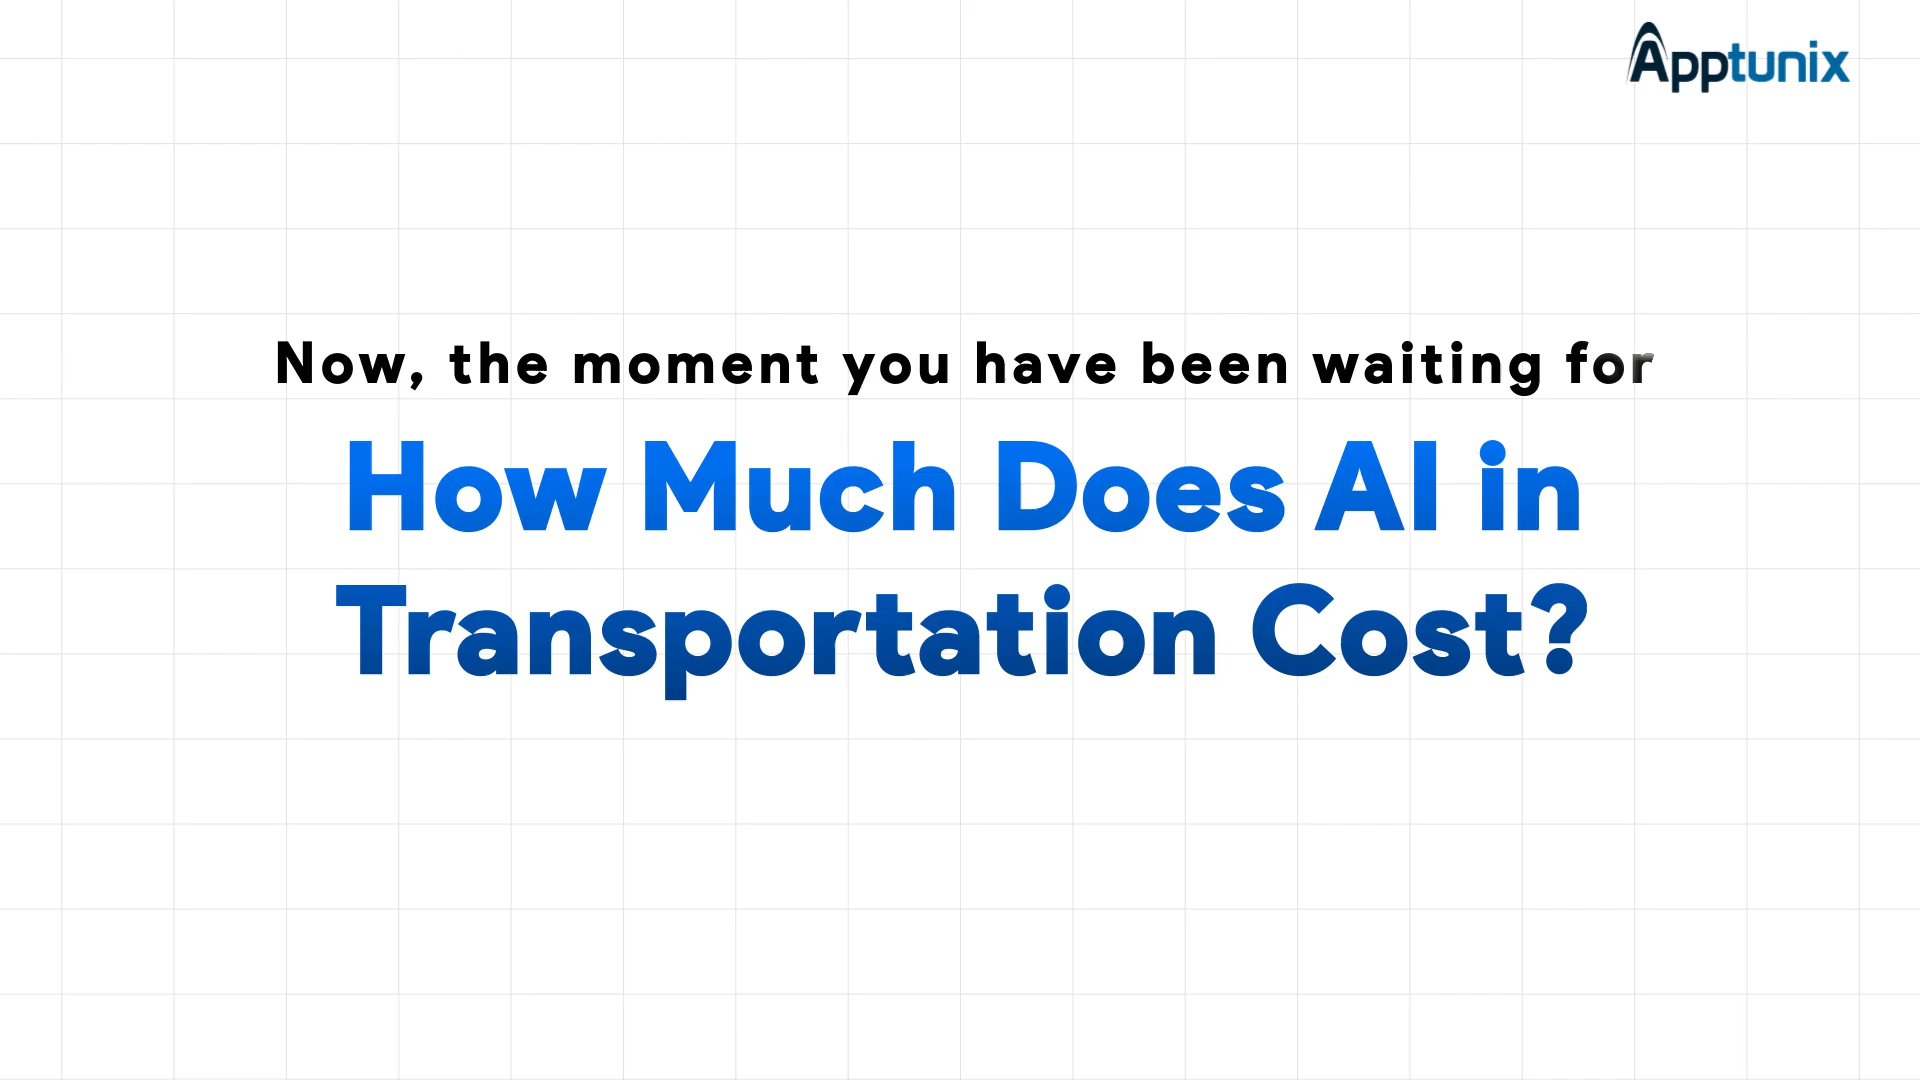 Apptunix
Now, the moment you have been waiting for
How Much Does AI in
Transportation Cost?